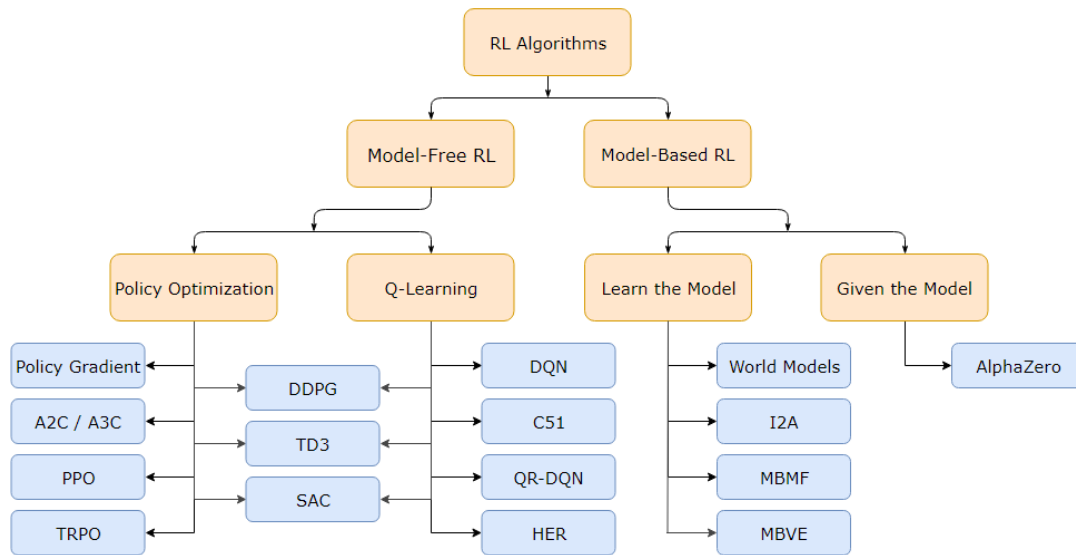 RL Algorithms
Model-Free RL
Model-Based RL
Policy Optimization
Q-Learning
Learn the Model
Given the Model
Policy Gradient
DDPG
DQN
World Models
AlphaZero
A2C / A3C
TD3
C51
I2A
PPO
SAC
QR-DQN
MBMF
TRPO
HER
MBVE